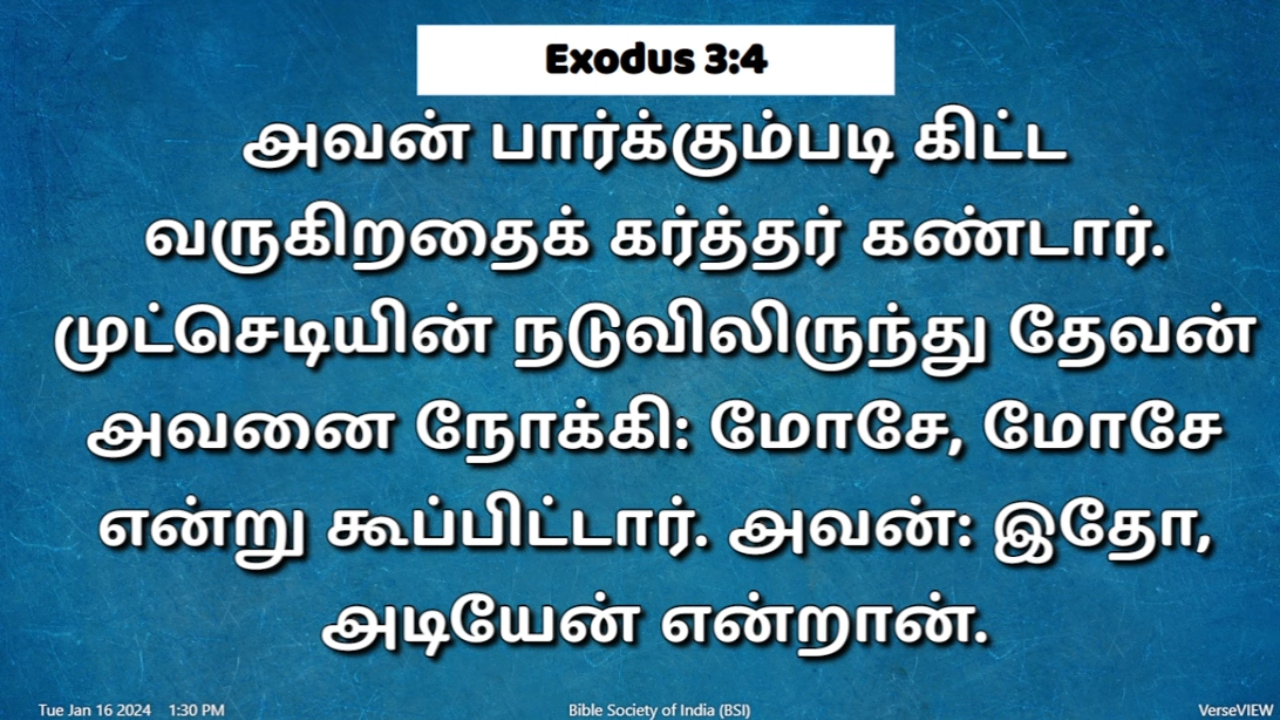 Exodus 3:4
அவன் பார்க்கும்படி கிட்ட
வருகிறதைக் கர்த்தர் கண்டார்.
முட்செடியின் நடுவிலிருந்து தேவன்
அவனை நோக்கி: மோசே, மோசே
என்று கூப்பிட்டார். அவன்: இதோ,
அடியேன் என்றான்.
Tue Jan 16 2024 1:30 PM Bible Society of India (BSI) VerseVIEW